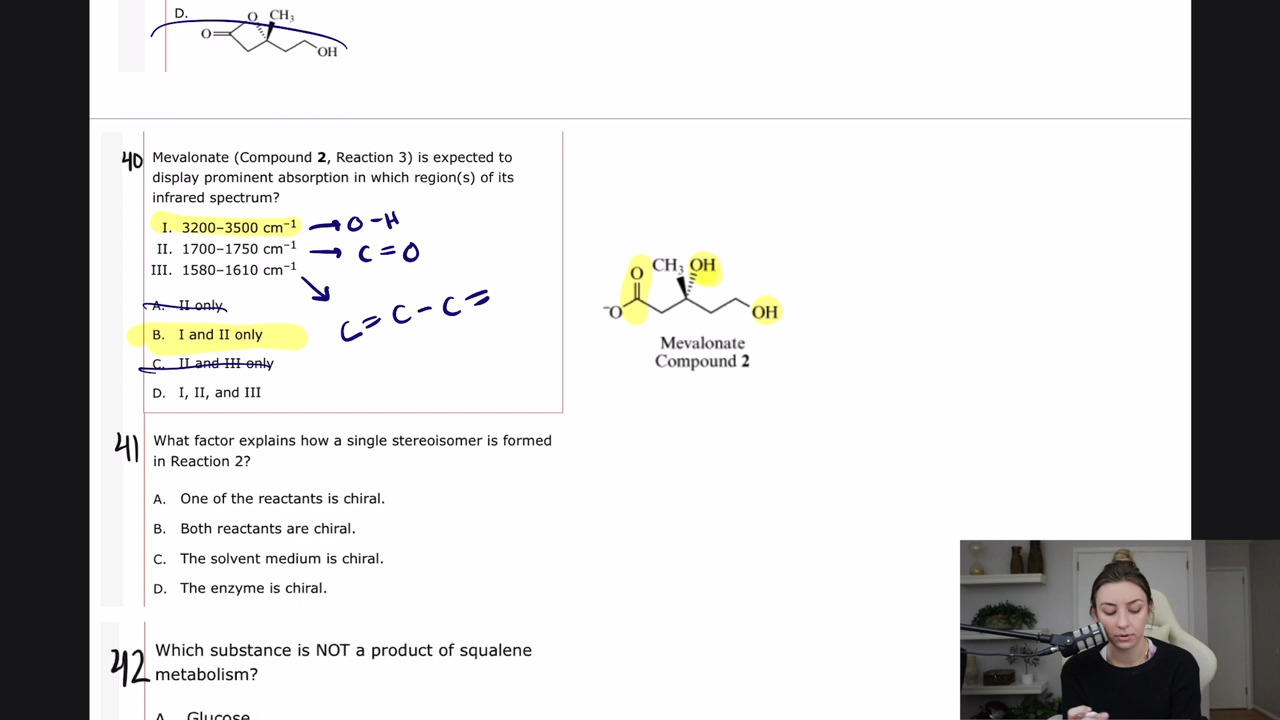 D.
O CH₃
O
OH
40 Mevalonate (Compound 2, Reaction 3) is expected to
display prominent absorption in which region(s) of its
infrared spectrum?
I. 3200–3500 cm⁻¹ → O-H
II. 1700–1750 cm⁻¹ → C=O
III. 1580–1610 cm⁻¹
C=C-C=
A. II only
B. I and II only
C. II and III only
D. I, II, and III
O CH₃ OH
⁻O OH
Mevalonate
Compound 2
41 What factor explains how a single stereoisomer is formed
in Reaction 2?
A. One of the reactants is chiral.
B. Both reactants are chiral.
C. The solvent medium is chiral.
D. The enzyme is chiral.
42 Which substance is NOT a product of squalene
metabolism?
A. Glucose